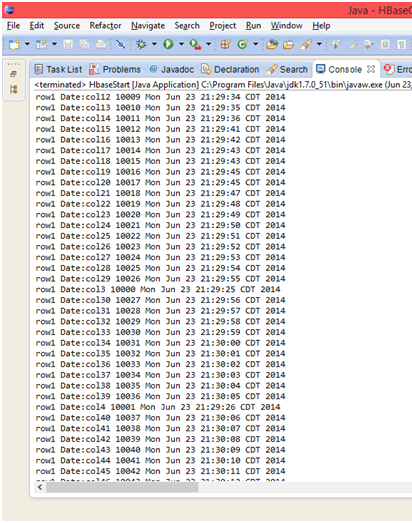 Java - HBaseC
File Edit Source Refactor Navigate Search Project Run Window Help
Task List Problems @ Javadoc Declaration Search Console Erro
<terminated> HbaseStart [Java Application] C:\Program Files\Java\jdk1.7.0_51\bin\javaw.exe (Jun 23,
row1 Date:col12 10009 Mon Jun 23 21:29:34 CDT 2014
row1 Date:col13 10010 Mon Jun 23 21:29:35 CDT 2014
row1 Date:col14 10011 Mon Jun 23 21:29:36 CDT 2014
row1 Date:col15 10012 Mon Jun 23 21:29:41 CDT 2014
row1 Date:col16 10013 Mon Jun 23 21:29:42 CDT 2014
row1 Date:col17 10014 Mon Jun 23 21:29:43 CDT 2014
row1 Date:col18 10015 Mon Jun 23 21:29:43 CDT 2014
row1 Date:col19 10016 Mon Jun 23 21:29:45 CDT 2014
row1 Date:col20 10017 Mon Jun 23 21:29:45 CDT 2014
row1 Date:col21 10018 Mon Jun 23 21:29:47 CDT 2014
row1 Date:col22 10019 Mon Jun 23 21:29:48 CDT 2014
row1 Date:col23 10020 Mon Jun 23 21:29:49 CDT 2014
row1 Date:col24 10021 Mon Jun 23 21:29:50 CDT 2014
row1 Date:col25 10022 Mon Jun 23 21:29:51 CDT 2014
row1 Date:col26 10023 Mon Jun 23 21:29:52 CDT 2014
row1 Date:col27 10024 Mon Jun 23 21:29:53 CDT 2014
row1 Date:col28 10025 Mon Jun 23 21:29:54 CDT 2014
row1 Date:col29 10026 Mon Jun 23 21:29:55 CDT 2014
row1 Date:col3 10000 Mon Jun 23 21:29:25 CDT 2014
row1 Date:col30 10027 Mon Jun 23 21:29:56 CDT 2014
row1 Date:col31 10028 Mon Jun 23 21:29:57 CDT 2014
row1 Date:col32 10029 Mon Jun 23 21:29:58 CDT 2014
row1 Date:col33 10030 Mon Jun 23 21:29:59 CDT 2014
row1 Date:col34 10031 Mon Jun 23 21:30:00 CDT 2014
row1 Date:col35 10032 Mon Jun 23 21:30:01 CDT 2014
row1 Date:col36 10033 Mon Jun 23 21:30:02 CDT 2014
row1 Date:col37 10034 Mon Jun 23 21:30:03 CDT 2014
row1 Date:col38 10035 Mon Jun 23 21:30:04 CDT 2014
row1 Date:col39 10036 Mon Jun 23 21:30:05 CDT 2014
row1 Date:col4 10001 Mon Jun 23 21:29:26 CDT 2014
row1 Date:col40 10037 Mon Jun 23 21:30:06 CDT 2014
row1 Date:col41 10038 Mon Jun 23 21:30:07 CDT 2014
row1 Date:col42 10039 Mon Jun 23 21:30:08 CDT 2014
row1 Date:col43 10040 Mon Jun 23 21:30:09 CDT 2014
row1 Date:col44 10041 Mon Jun 23 21:30:10 CDT 2014
row1 Date:col45 10042 Mon Jun 23 21:30:11 CDT 2014